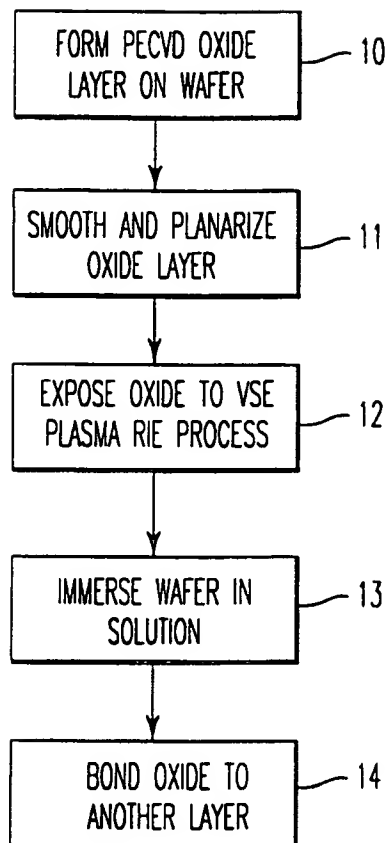 FORM PECVD OXIDE
LAYER ON WAFER
10
SMOOTH AND PLANARIZE
OXIDE LAYER
11
EXPOSE OXIDE TO VSE
PLASMA RIE PROCESS
12
IMMERSE WAFER IN
SOLUTION
13
BOND OXIDE TO
ANOTHER LAYER
14